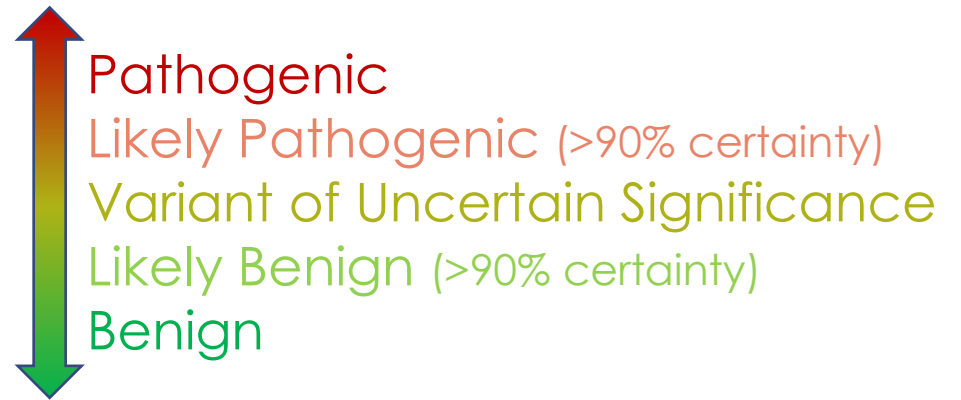 Pathogenic
Likely Pathogenic (>90% certainty)
Variant of Uncertain Significance
Likely Benign (>90% certainty)
Benign